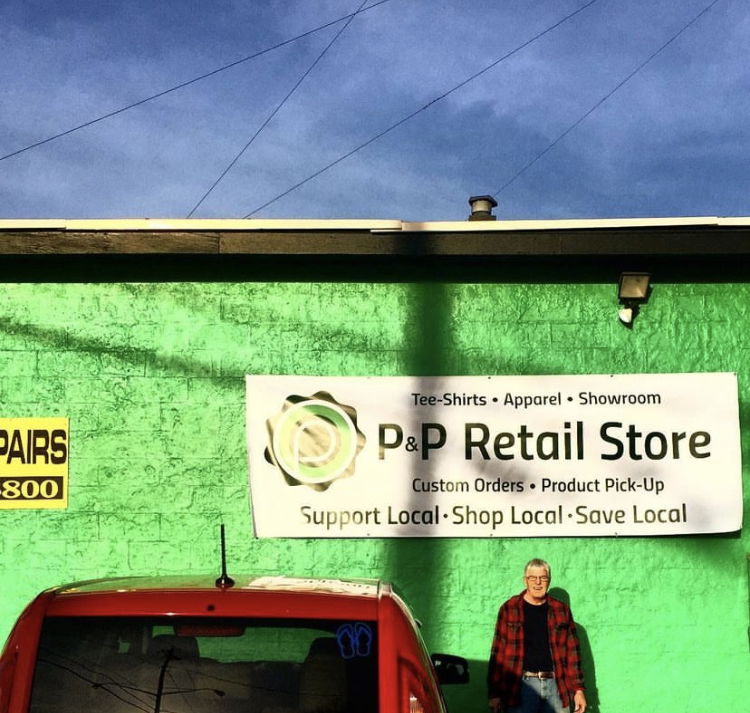 Tee-Shirts • Apparel • Showroom
P&P Retail Store
Custom Orders • Product Pick-Up
Support Local · Shop Local · Save Local
PAIRS
800